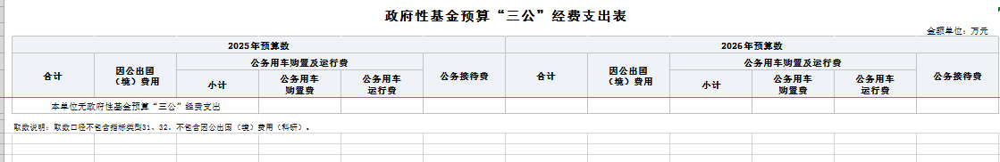 政府性基金预算“三公”经费支出表
金额单位：万元
2025年预算数 2026年预算数
合计 因公出国（境）费用 公务用车购置及运行费 公务接待费 合计 因公出国（境）费用 公务用车购置及运行费 公务接待费
小计 公务用车购置费 公务用车运行费 小计 公务用车购置费 公务用车运行费
本单位无政府性基金预算“三公”经费支出
取数说明：取数口径不包含指标类型31、32，不包含因公出国（境）费用（科研）。